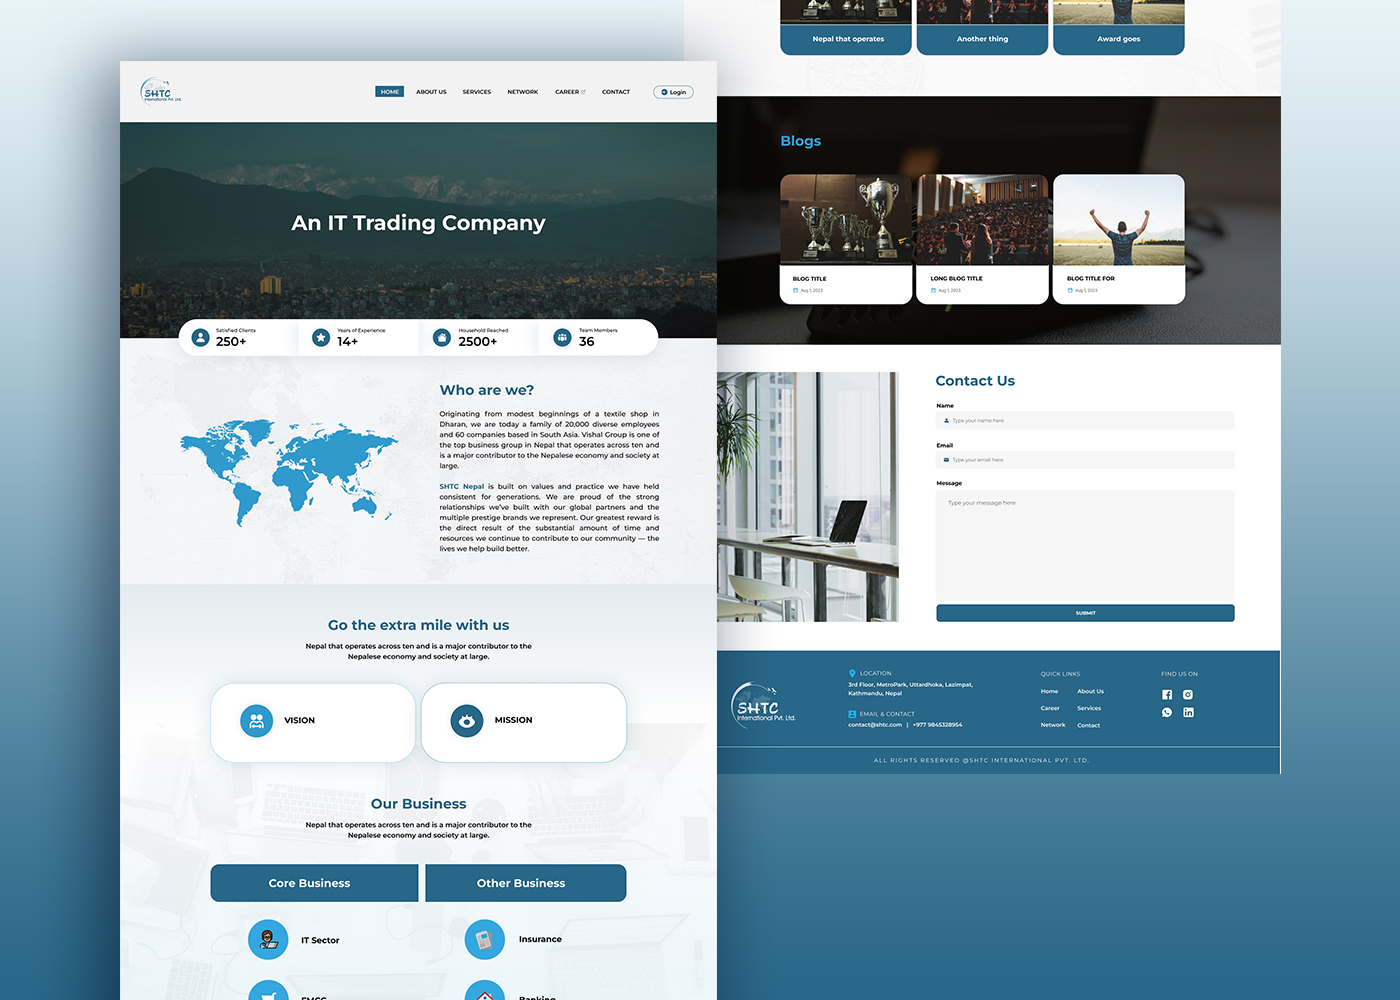 SHTC
International Pvt. Ltd.
HOME
ABOUT US
SERVICES
NETWORK
CAREER
CONTACT
Login
An IT Trading Company
Satisfied Clients
250+
Years of Experience
14+
Household Reached
2500+
Team Members
36
Who are we?
Originating from modest beginnings of a textile shop in
Dharan, we are today a family of 20,000 diverse employees
and 60 companies based in South Asia. Vishal Group is one of
the top business group in Nepal that operates across ten and
is a major contributor to the Nepalese economy and society at
large.
SHTC Nepal is built on values and practice we have held
consistent for generations. We are proud of the strong
relationships we've built with our global partners and the
multiple prestige brands we represent. Our greatest reward is
the direct result of the substantial amount of time and
resources we continue to contribute to our community — the
lives we help build better.
Go the extra mile with us
Nepal that operates across ten and is a major contributor to the
Nepalese economy and society at large.
VISION
MISSION
Our Business
Nepal that operates across ten and is a major contributor to the
Nepalese economy and society at large.
Core Business
Other Business
IT Sector
Insurance
FMCG
Banking
Nepal that operates
Another thing
Award goes
Blogs
BLOG TITLE
Aug 1, 2023
LONG BLOG TITLE
Aug 1, 2023
BLOG TITLE FOR
Aug 1, 2023
Contact Us
Name
Type your name here
Email
Type your email here
Message
Type your message here
SUBMIT
SHTC
International Pvt. Ltd.
LOCATION
3rd Floor, MetroPark, Uttardhoka, Lazimpat,
Kathmandu, Nepal
EMAIL & CONTACT
contact@shtc.com | +977 9845328954
QUICK LINKS
Home
About Us
Career
Services
Network
Contact
FIND US ON
ALL RIGHTS RESERVED @SHTC INTERNATIONAL PVT. LTD.